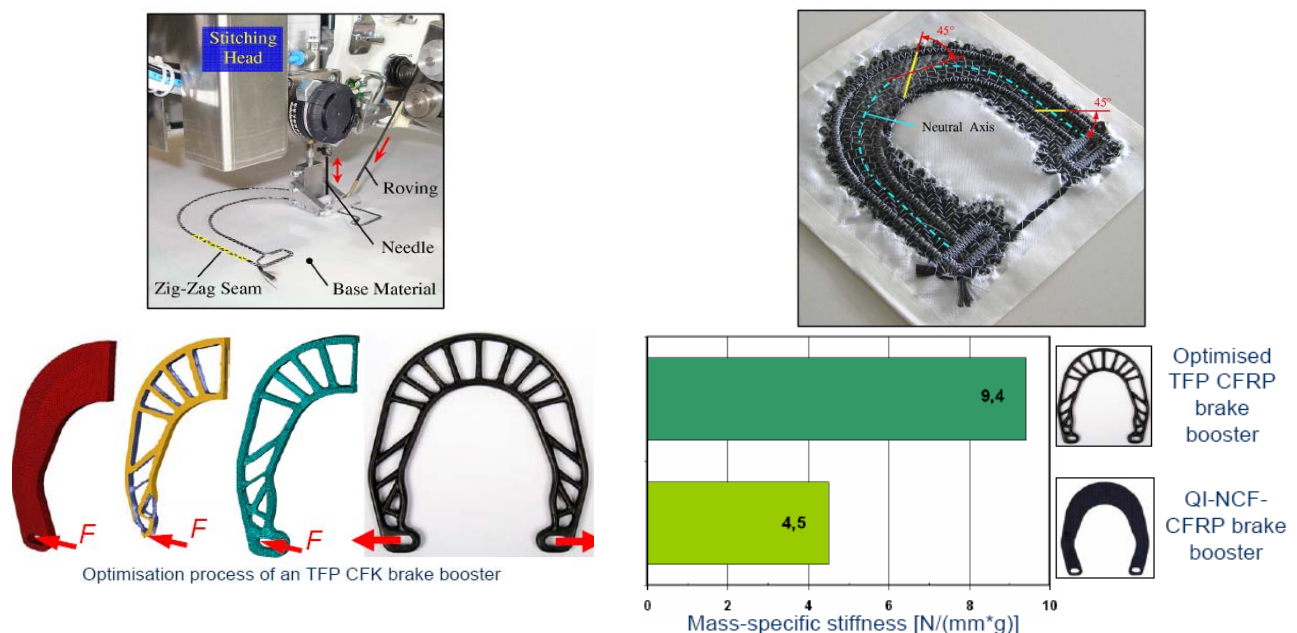 Stitching
Head
Roving
Needle
Zig-Zag Seam
Base Material
45°
45°
Neutral Axis
F
F
F
Optimisation process of an TFP CFK brake booster
9,4
4,5
0
2
4
6
8
10
Mass-specific stiffness [N/(mm*g)]
Optimised
TFP CFRP
brake
booster
QI-NCF-
CFRP brake
booster